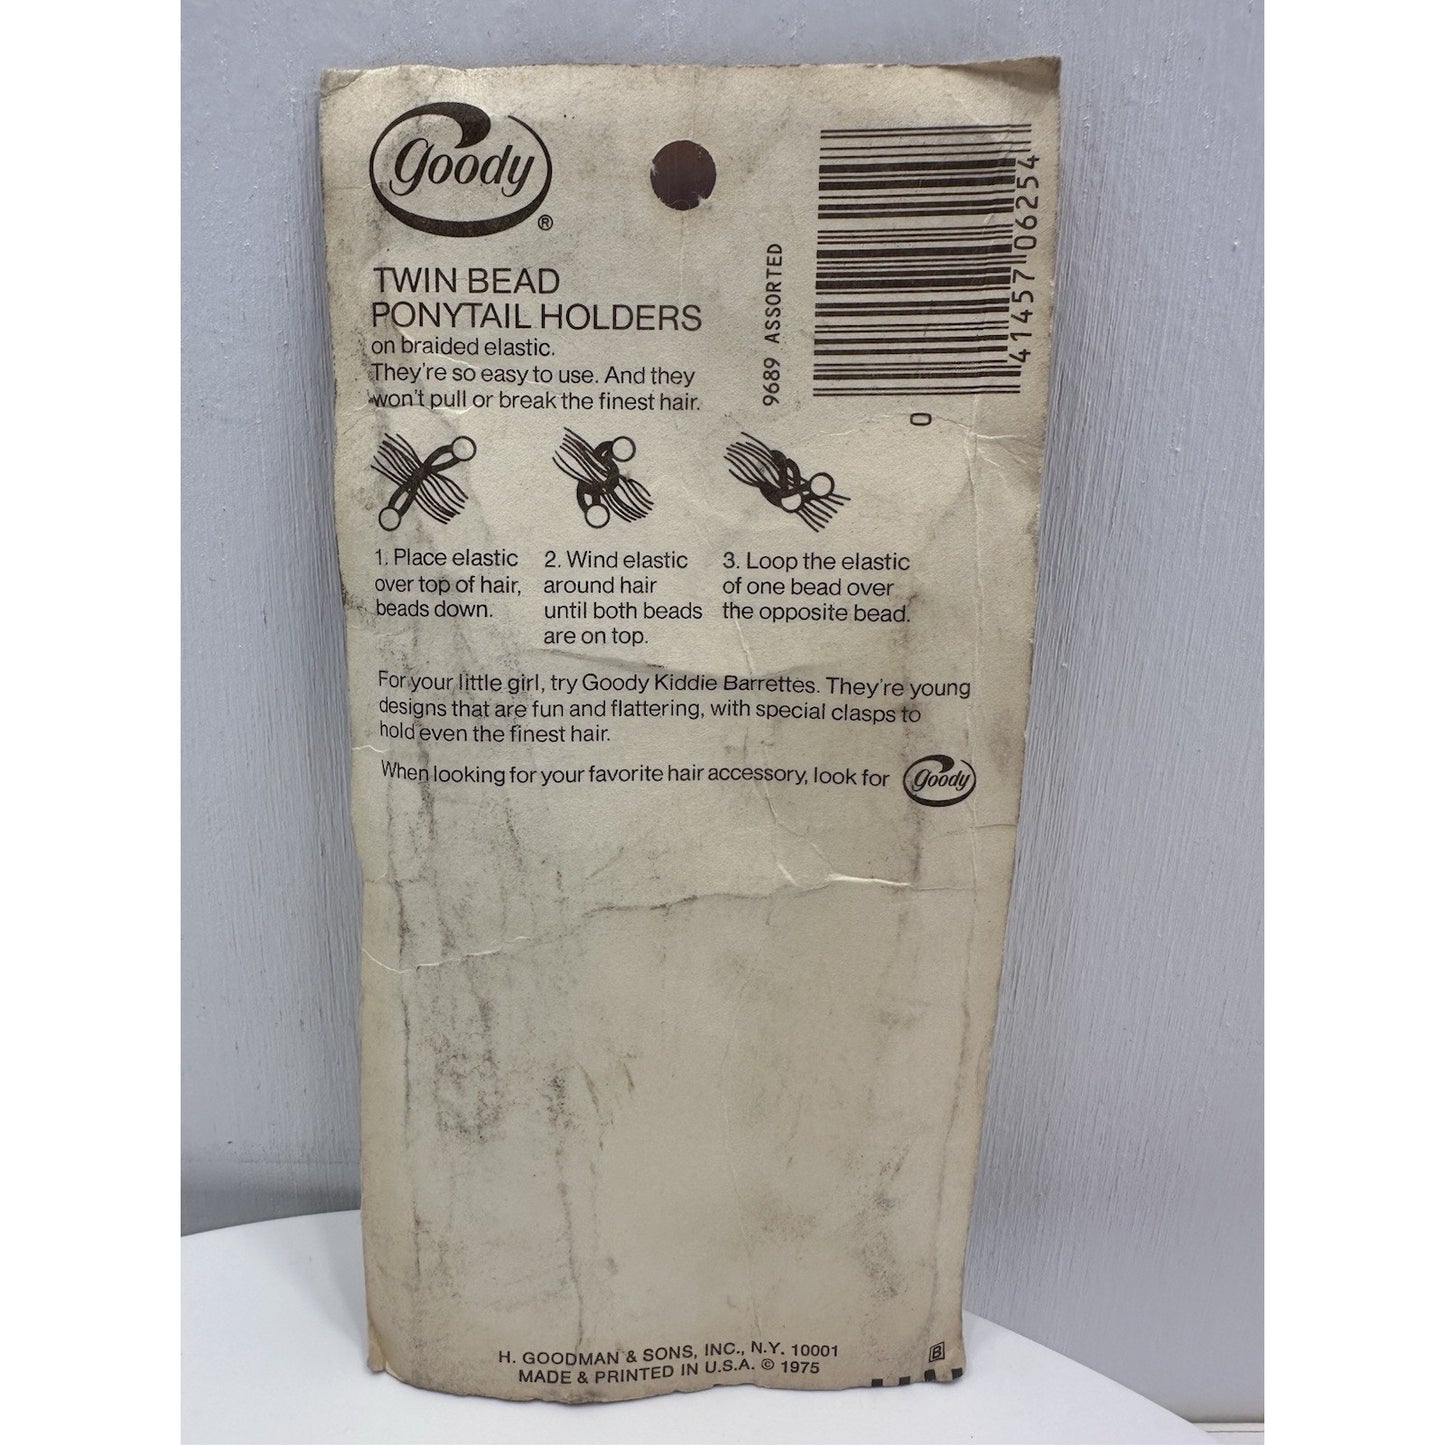 goody
®
TWIN BEAD
PONYTAIL HOLDERS
on braided elastic.
They're so easy to use. And they
won't pull or break the finest hair.
9689 ASSORTED
0
41457 06254
1. Place elastic
over top of hair,
beads down.
2. Wind elastic
around hair
until both beads
are on top.
3. Loop the elastic
of one bead over
the opposite bead.
For your little girl, try Goody Kiddie Barrettes. They're young
designs that are fun and flattering, with special clasps to
hold even the finest hair.
When looking for your favorite hair accessory, look for goody
H. GOODMAN & SONS, INC., N.Y. 10001
MADE & PRINTED IN U.S.A. © 1975
B